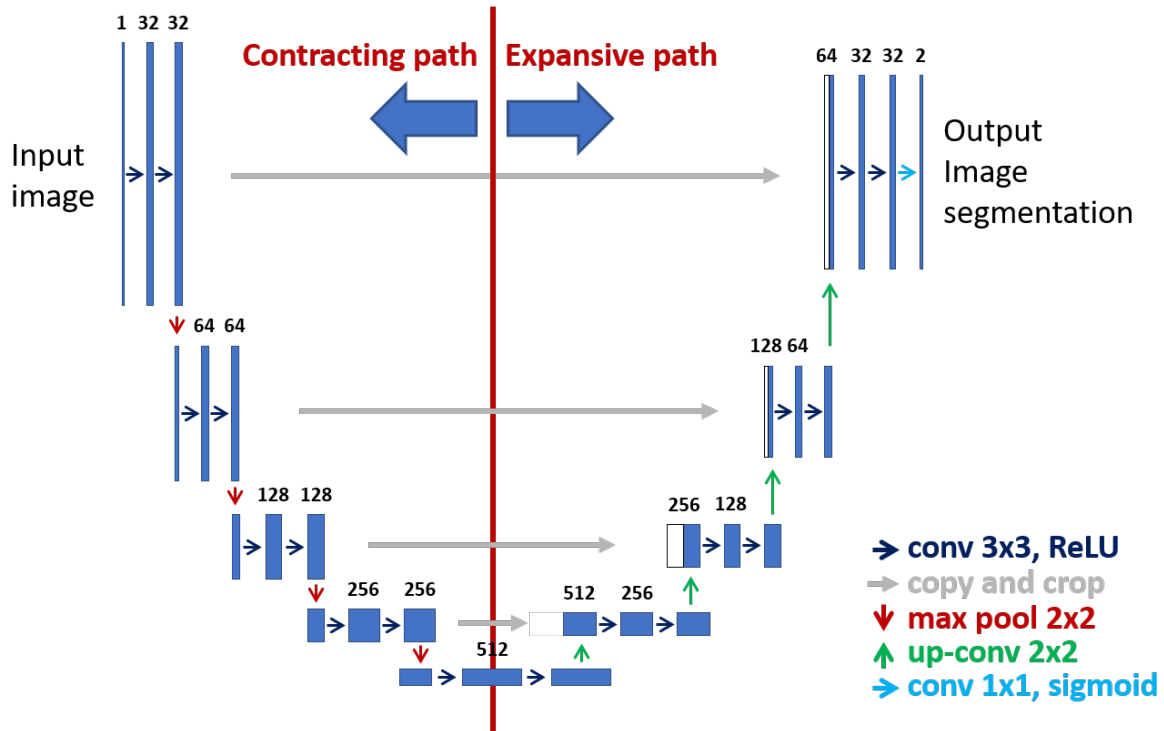 1 32 32
Contracting path
Expansive path
64 32 32 2
Input
image
Output
Image
segmentation
64 64
128 64
128 128
256 128
256 256
512 256
512
conv 3x3, ReLU
copy and crop
max pool 2x2
up-conv 2x2
conv 1x1, sigmoid